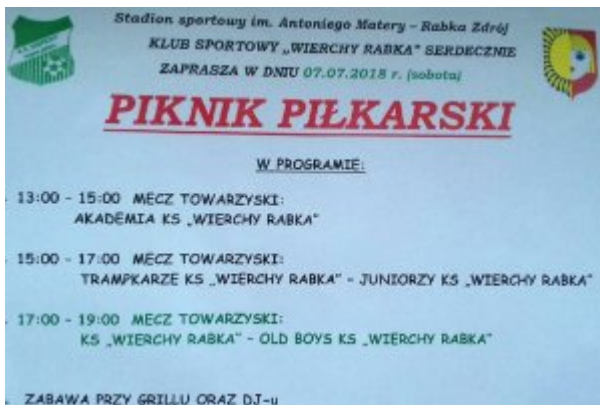 Stadion sportowy im. Antoniego Matery – Rabka Zdrój
KLUB SPORTOWY „WIERCHY RABKA” SERDECZNIE
ZAPRASZA W DNIU 07.07.2018 r. (sobota)
PIKNIK PIŁKARSKI
W PROGRAMIE:
13:00 - 15:00 MECZ TOWARZYSKI:
AKADEMIA KS „WIERCHY RABKA”
15:00 - 17:00 MECZ TOWARZYSKI:
TRAMPKARZE KS „WIERCHY RABKA” - JUNIORZY KS „WIERCHY RABKA”
17:00 - 19:00 MECZ TOWARZYSKI:
KS „WIERCHY RABKA” - OLD BOYS KS „WIERCHY RABKA”
ZABAWA PRZY GRILLU ORAZ DJ-u